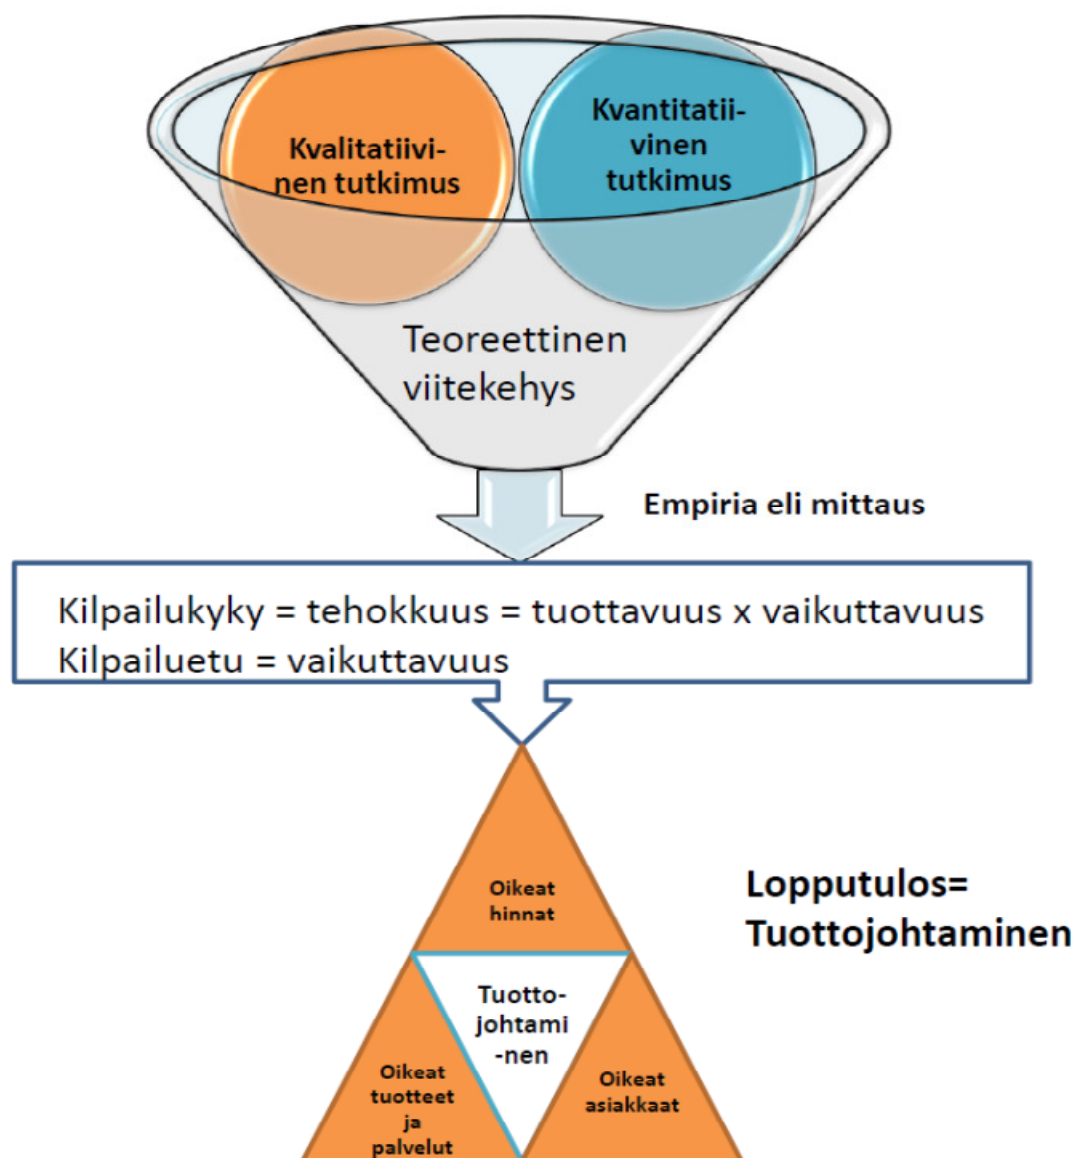 Kvalitatiivi-
nen tutkimus
Kvantitatii-
vinen
tutkimus
Teoreettinen
viitekehys
Empiria eli mittaus
Kilpailukyky = tehokkuus = tuottavuus x vaikuttavuus
Kilpailuetu = vaikuttavuus
Oikeat
hinnat
Lopputulos=
Tuottojohtaminen
Tuotto-
johtami
-nen
Oikeat
tuotteet
ja
palvelut
Oikeat
asiakkaat